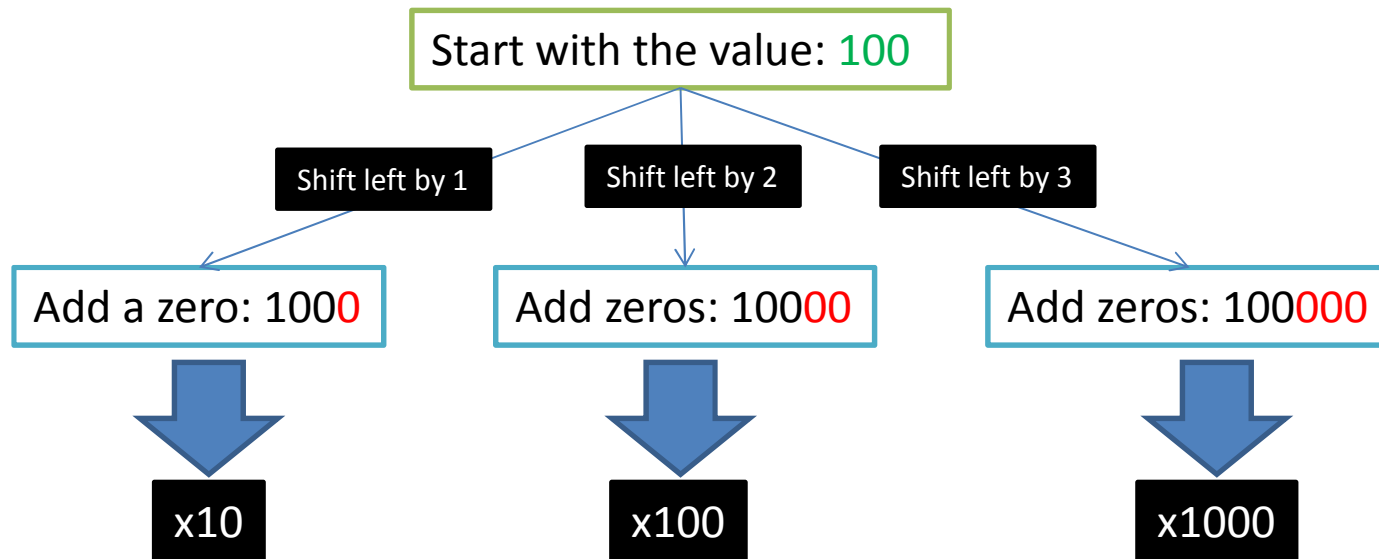 Start with the value: 100
Shift left by 1
Shift left by 2
Shift left by 3
Add a zero: 1000
Add zeros: 10000
Add zeros: 100000
x10
x100
x1000